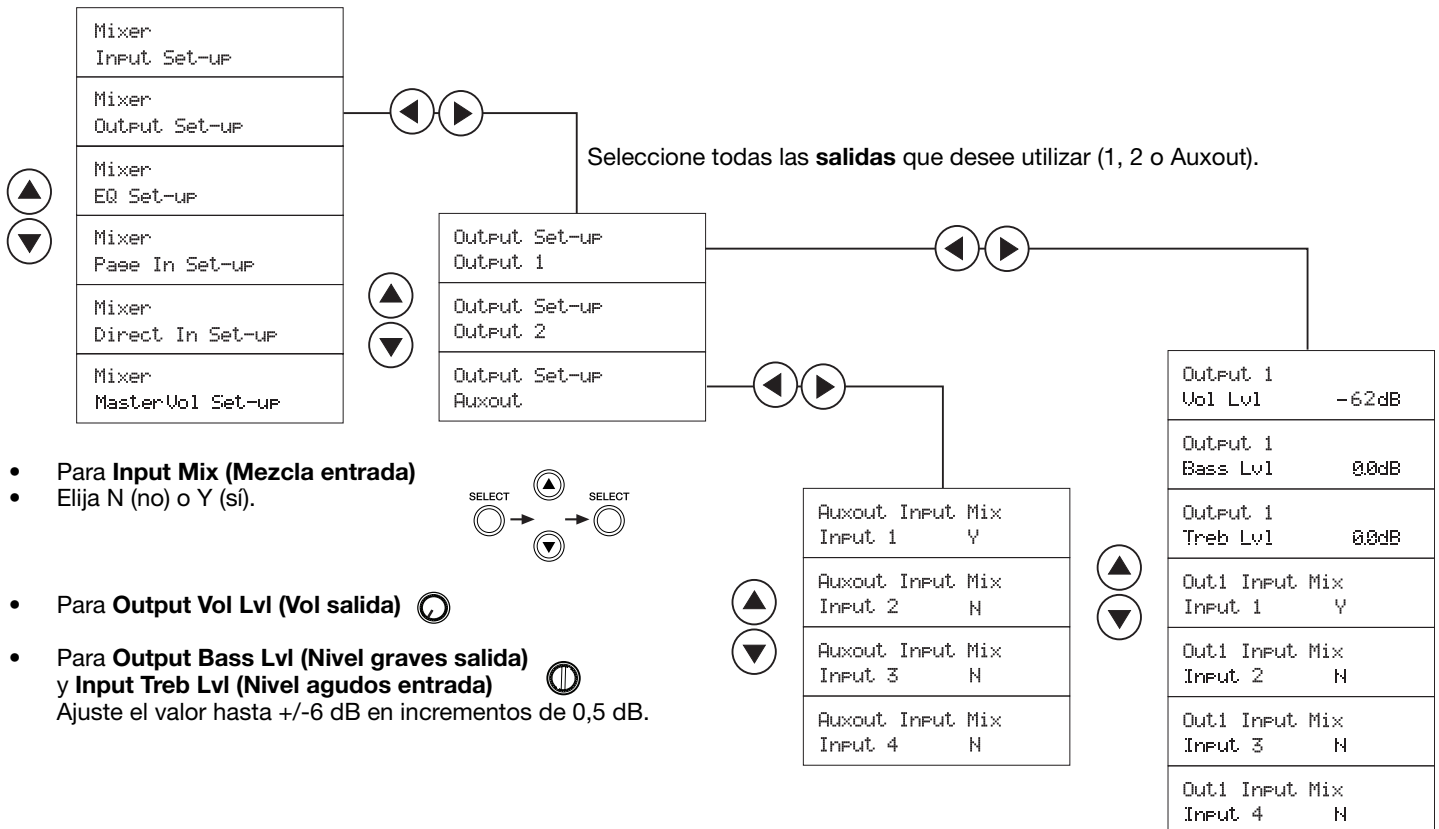 Mixer
Input Set-up
Mixer
Output Set-up
Mixer
EQ Set-up
Mixer
Page In Set-up
Mixer
Direct In Set-up
Mixer
MasterVol Set-up
Seleccione todas las salidas que desee utilizar (1, 2 o Auxout).
Output Set-up
Output 1
Output Set-up
Output 2
Output Set-up
Auxout
• Para Input Mix (Mezcla entrada)
• Elija N (no) o Y (sí).
SELECT SELECT
• Para Output Vol Lvl (Vol salida)
• Para Output Bass Lvl (Nivel graves salida)
y Input Treb Lvl (Nivel agudos entrada)
Ajuste el valor hasta +/-6 dB en incrementos de 0,5 dB.
Auxout Input Mix
Input 1 Y
Auxout Input Mix
Input 2 N
Auxout Input Mix
Input 3 N
Auxout Input Mix
Input 4 N
Output 1
Vol Lvl -62dB
Output 1
Bass Lvl 0.0dB
Output 1
Treb Lvl 0.0dB
Out1 Input Mix
Input 1 Y
Out1 Input Mix
Input 2 N
Out1 Input Mix
Input 3 N
Out1 Input Mix
Input 4 N